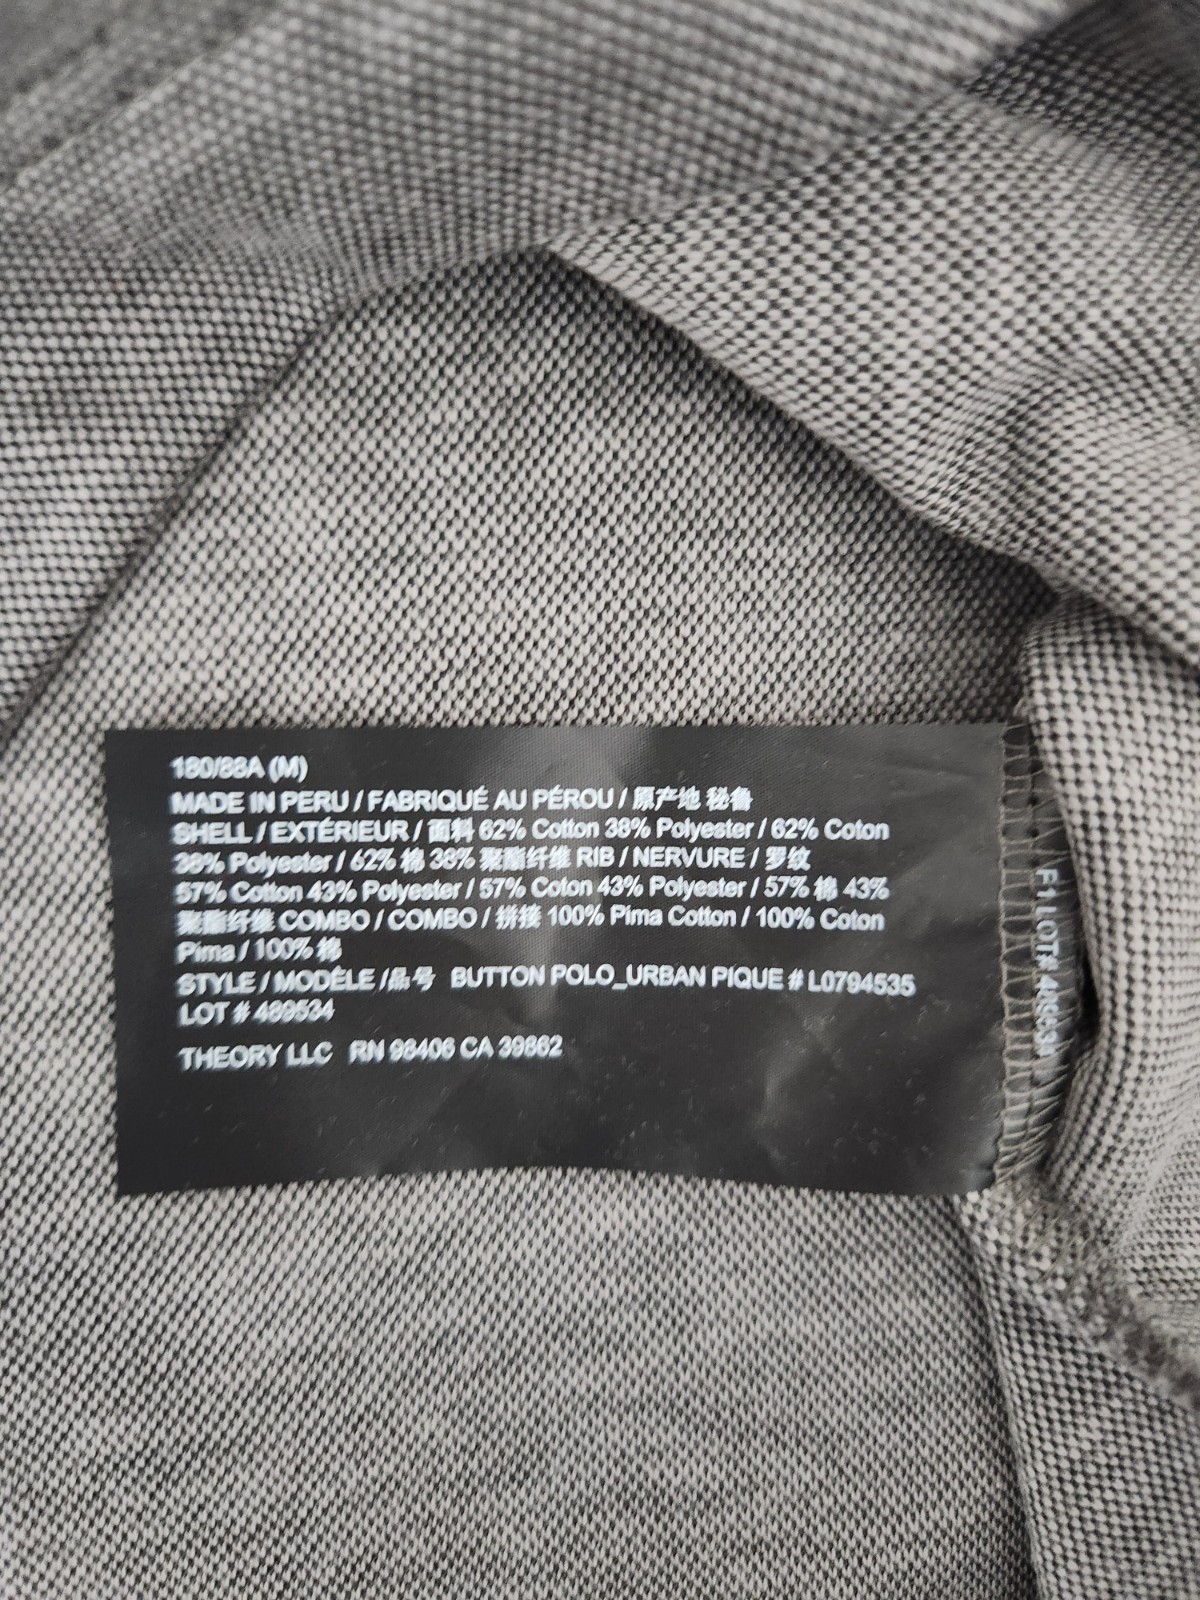 180/88A (M)
MADE IN PERU / FABRIQUÉ AU PÉROU / 原产地 秘鲁
SHELL / EXTÉRIEUR / 面料 62% Cotton 38% Polyester / 62% Coton
38% Polyester / 62% 棉 38% 聚酯纤维 RIB / NERVURE / 罗纹
57% Cotton 43% Polyester / 57% Coton 43% Polyester / 57% 棉 43%
聚酯纤维 COMBO / COMBO / 拼接 100% Pima Cotton / 100% Coton
Pima / 100% 棉
STYLE / MODÈLE /品号 BUTTON POLO_URBAN PIQUE # L0794535
LOT # 489534
THEORY LLC RN 98406 CA 39862
F1 LOT#